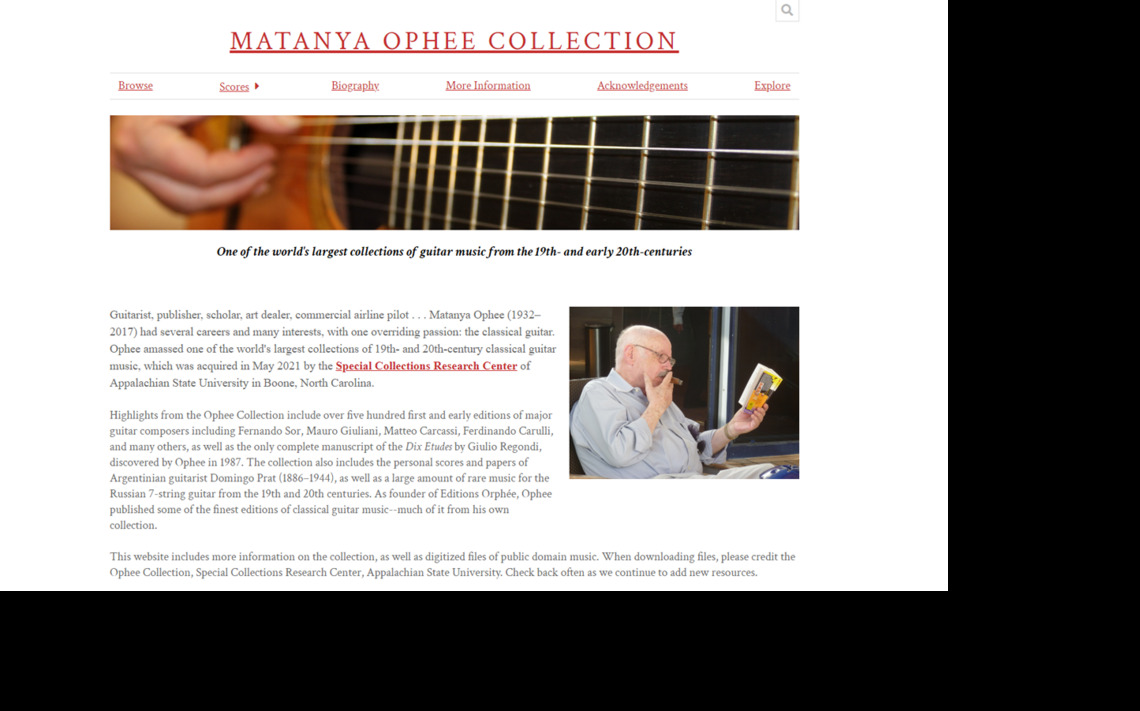 MATANYA OPHEE COLLECTION
Browse
Scores
Biography
More Information
Acknowledgements
Explore
One of the world's largest collections of guitar music from the 19th- and early 20th-centuries
Guitarist, publisher, scholar, art dealer, commercial airline pilot . . . Matanya Ophee (1932–
2017) had several careers and many interests, with one overriding passion: the classical guitar.
Ophee amassed one of the world's largest collections of 19th- and 20th-century classical guitar
music, which was acquired in May 2021 by the Special Collections Research Center of
Appalachian State University in Boone, North Carolina.
Highlights from the Ophee Collection include over five hundred first and early editions of major
guitar composers including Fernando Sor, Mauro Giuliani, Matteo Carcassi, Ferdinando Carulli,
and many others, as well as the only complete manuscript of the Dix Etudes by Giulio Regondi,
discovered by Ophee in 1987. The collection also includes the personal scores and papers of
Argentinian guitarist Domingo Prat (1886–1944), as well as a large amount of rare music for the
Russian 7-string guitar from the 19th and 20th centuries. As founder of Editions Orphée, Ophee
published some of the finest editions of classical guitar music--much of it from his own
collection.
This website includes more information on the collection, as well as digitized files of public domain music. When downloading files, please credit the
Ophee Collection, Special Collections Research Center, Appalachian State University. Check back often as we continue to add new resources.